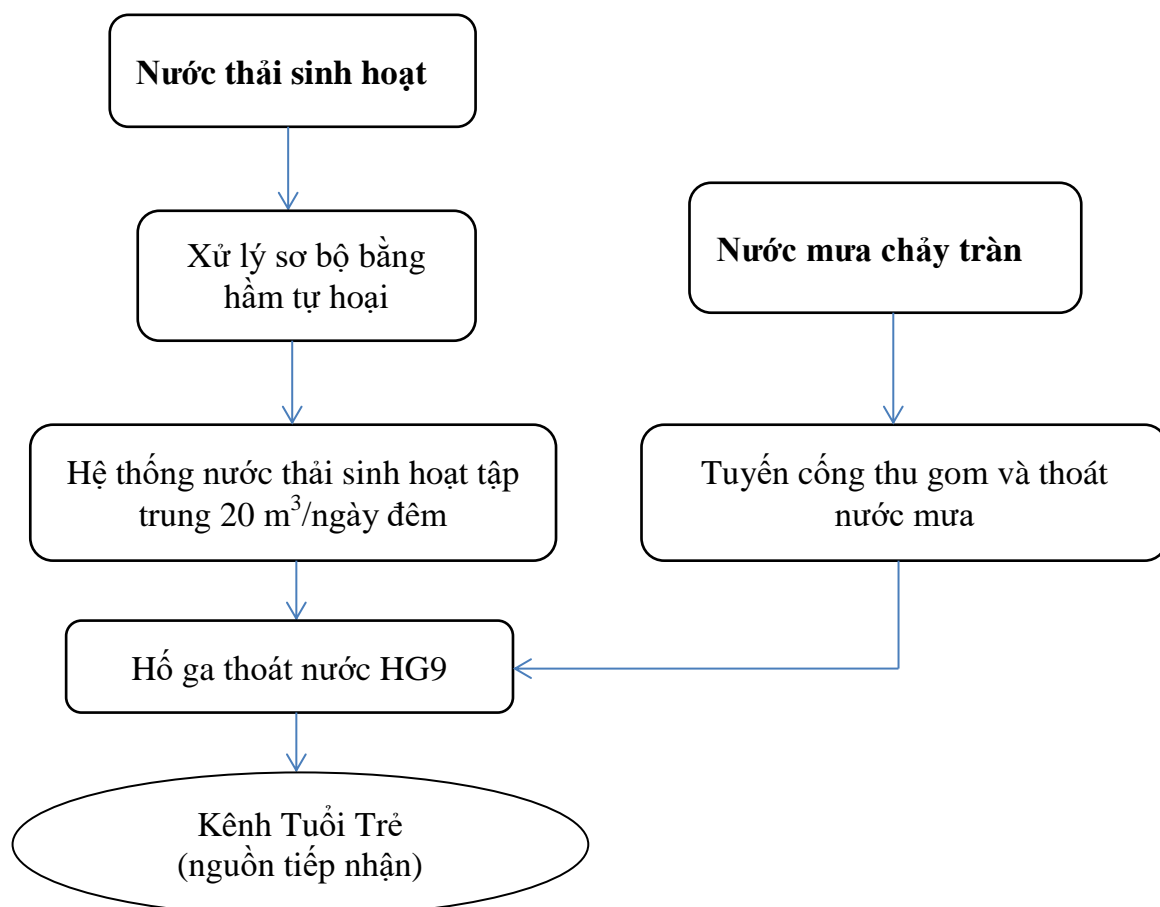 Nước thải sinh hoạt
Xử lý sơ bộ bằng
hầm tự hoại
Nước mưa chảy tràn
Hệ thống nước thải sinh hoạt tập
trung 20 m³/ngày đêm
Tuyến cống thu gom và thoát
nước mưa
Hố ga thoát nước HG9
Kênh Tuổi Trẻ
(nguồn tiếp nhận)